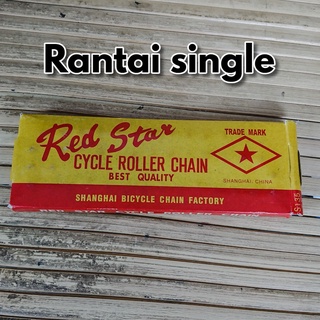 Rantai single
Red Star
CYCLE ROLLER CHAIN
BEST QUALITY
TRADE MARK
SHANGHAI CHINA
SHANGHAI BICYCLE CHAIN FACTORY